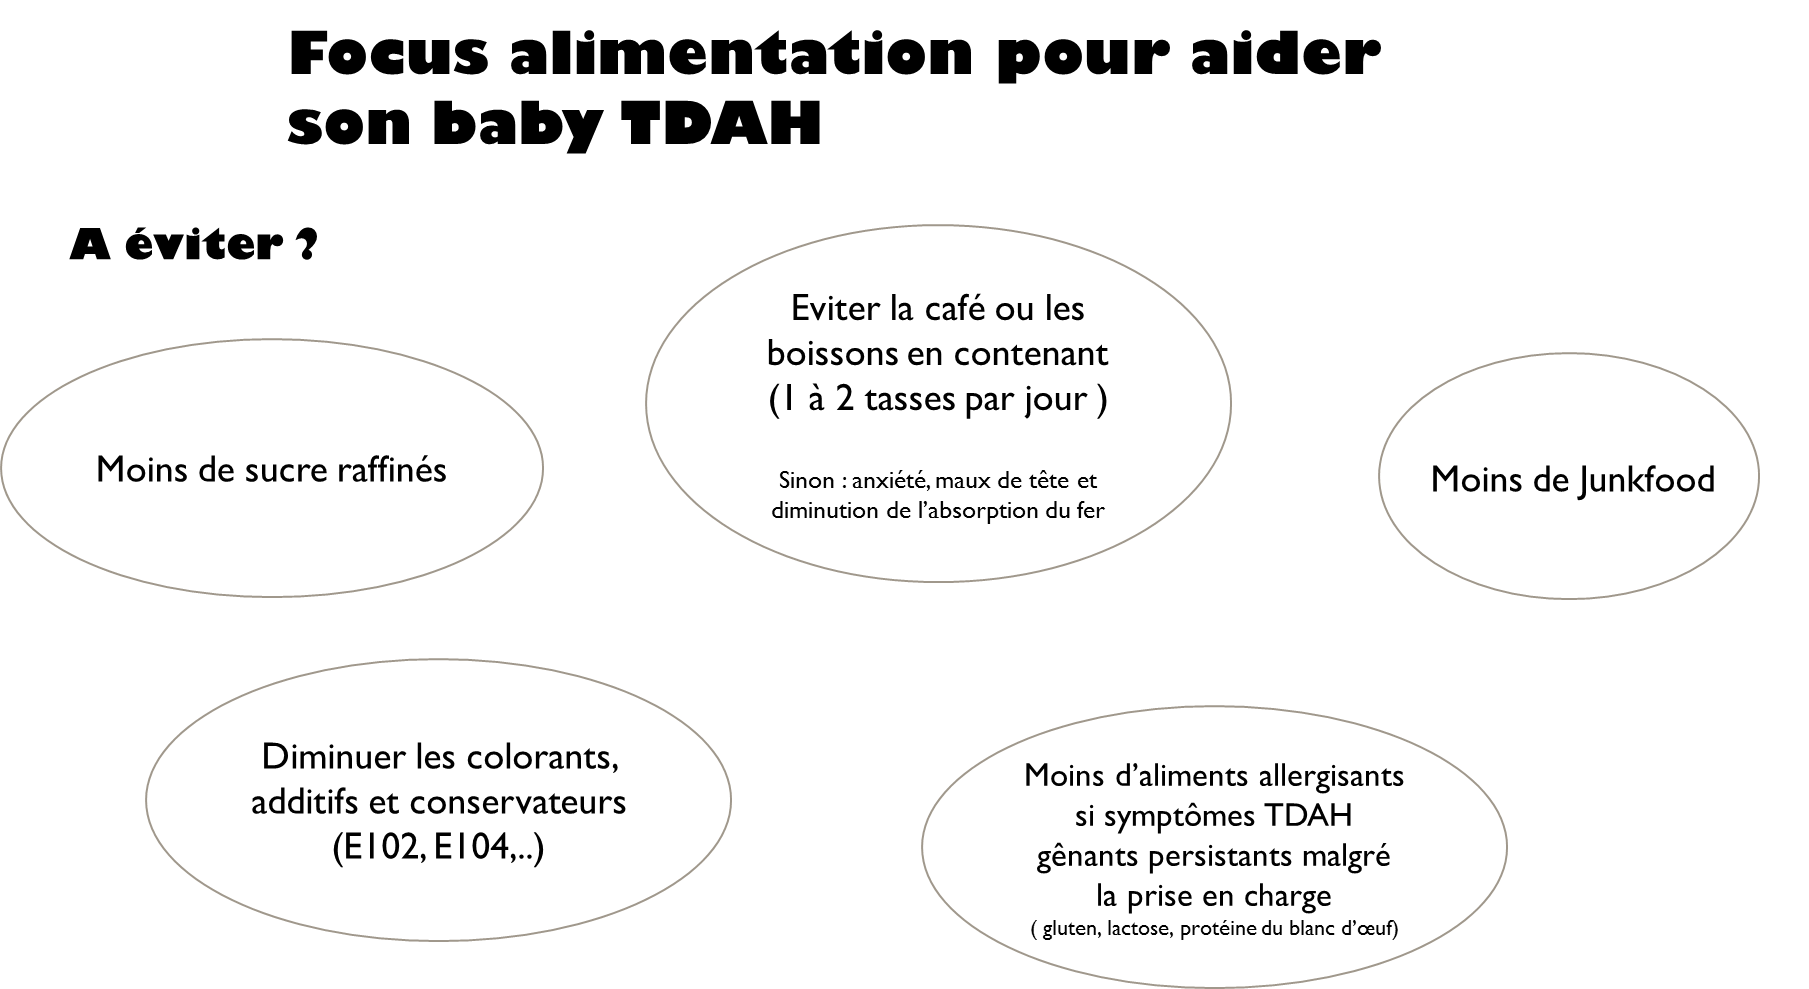 Focus alimentation pour aider
son baby TDAH
A éviter ?
Eviter la café ou les
boissons en contenant
(1 à 2 tasses par jour )
Sinon : anxiété, maux de tête et
diminution de l’absorption du fer
Moins de sucre raffinés
Moins de Junkfood
Diminuer les colorants,
additifs et conservateurs
(E102, E104,..)
Moins d’aliments allergisants
si symptômes TDAH
gênants persistants malgré
la prise en charge
( gluten, lactose, protéine du blanc d’œuf)